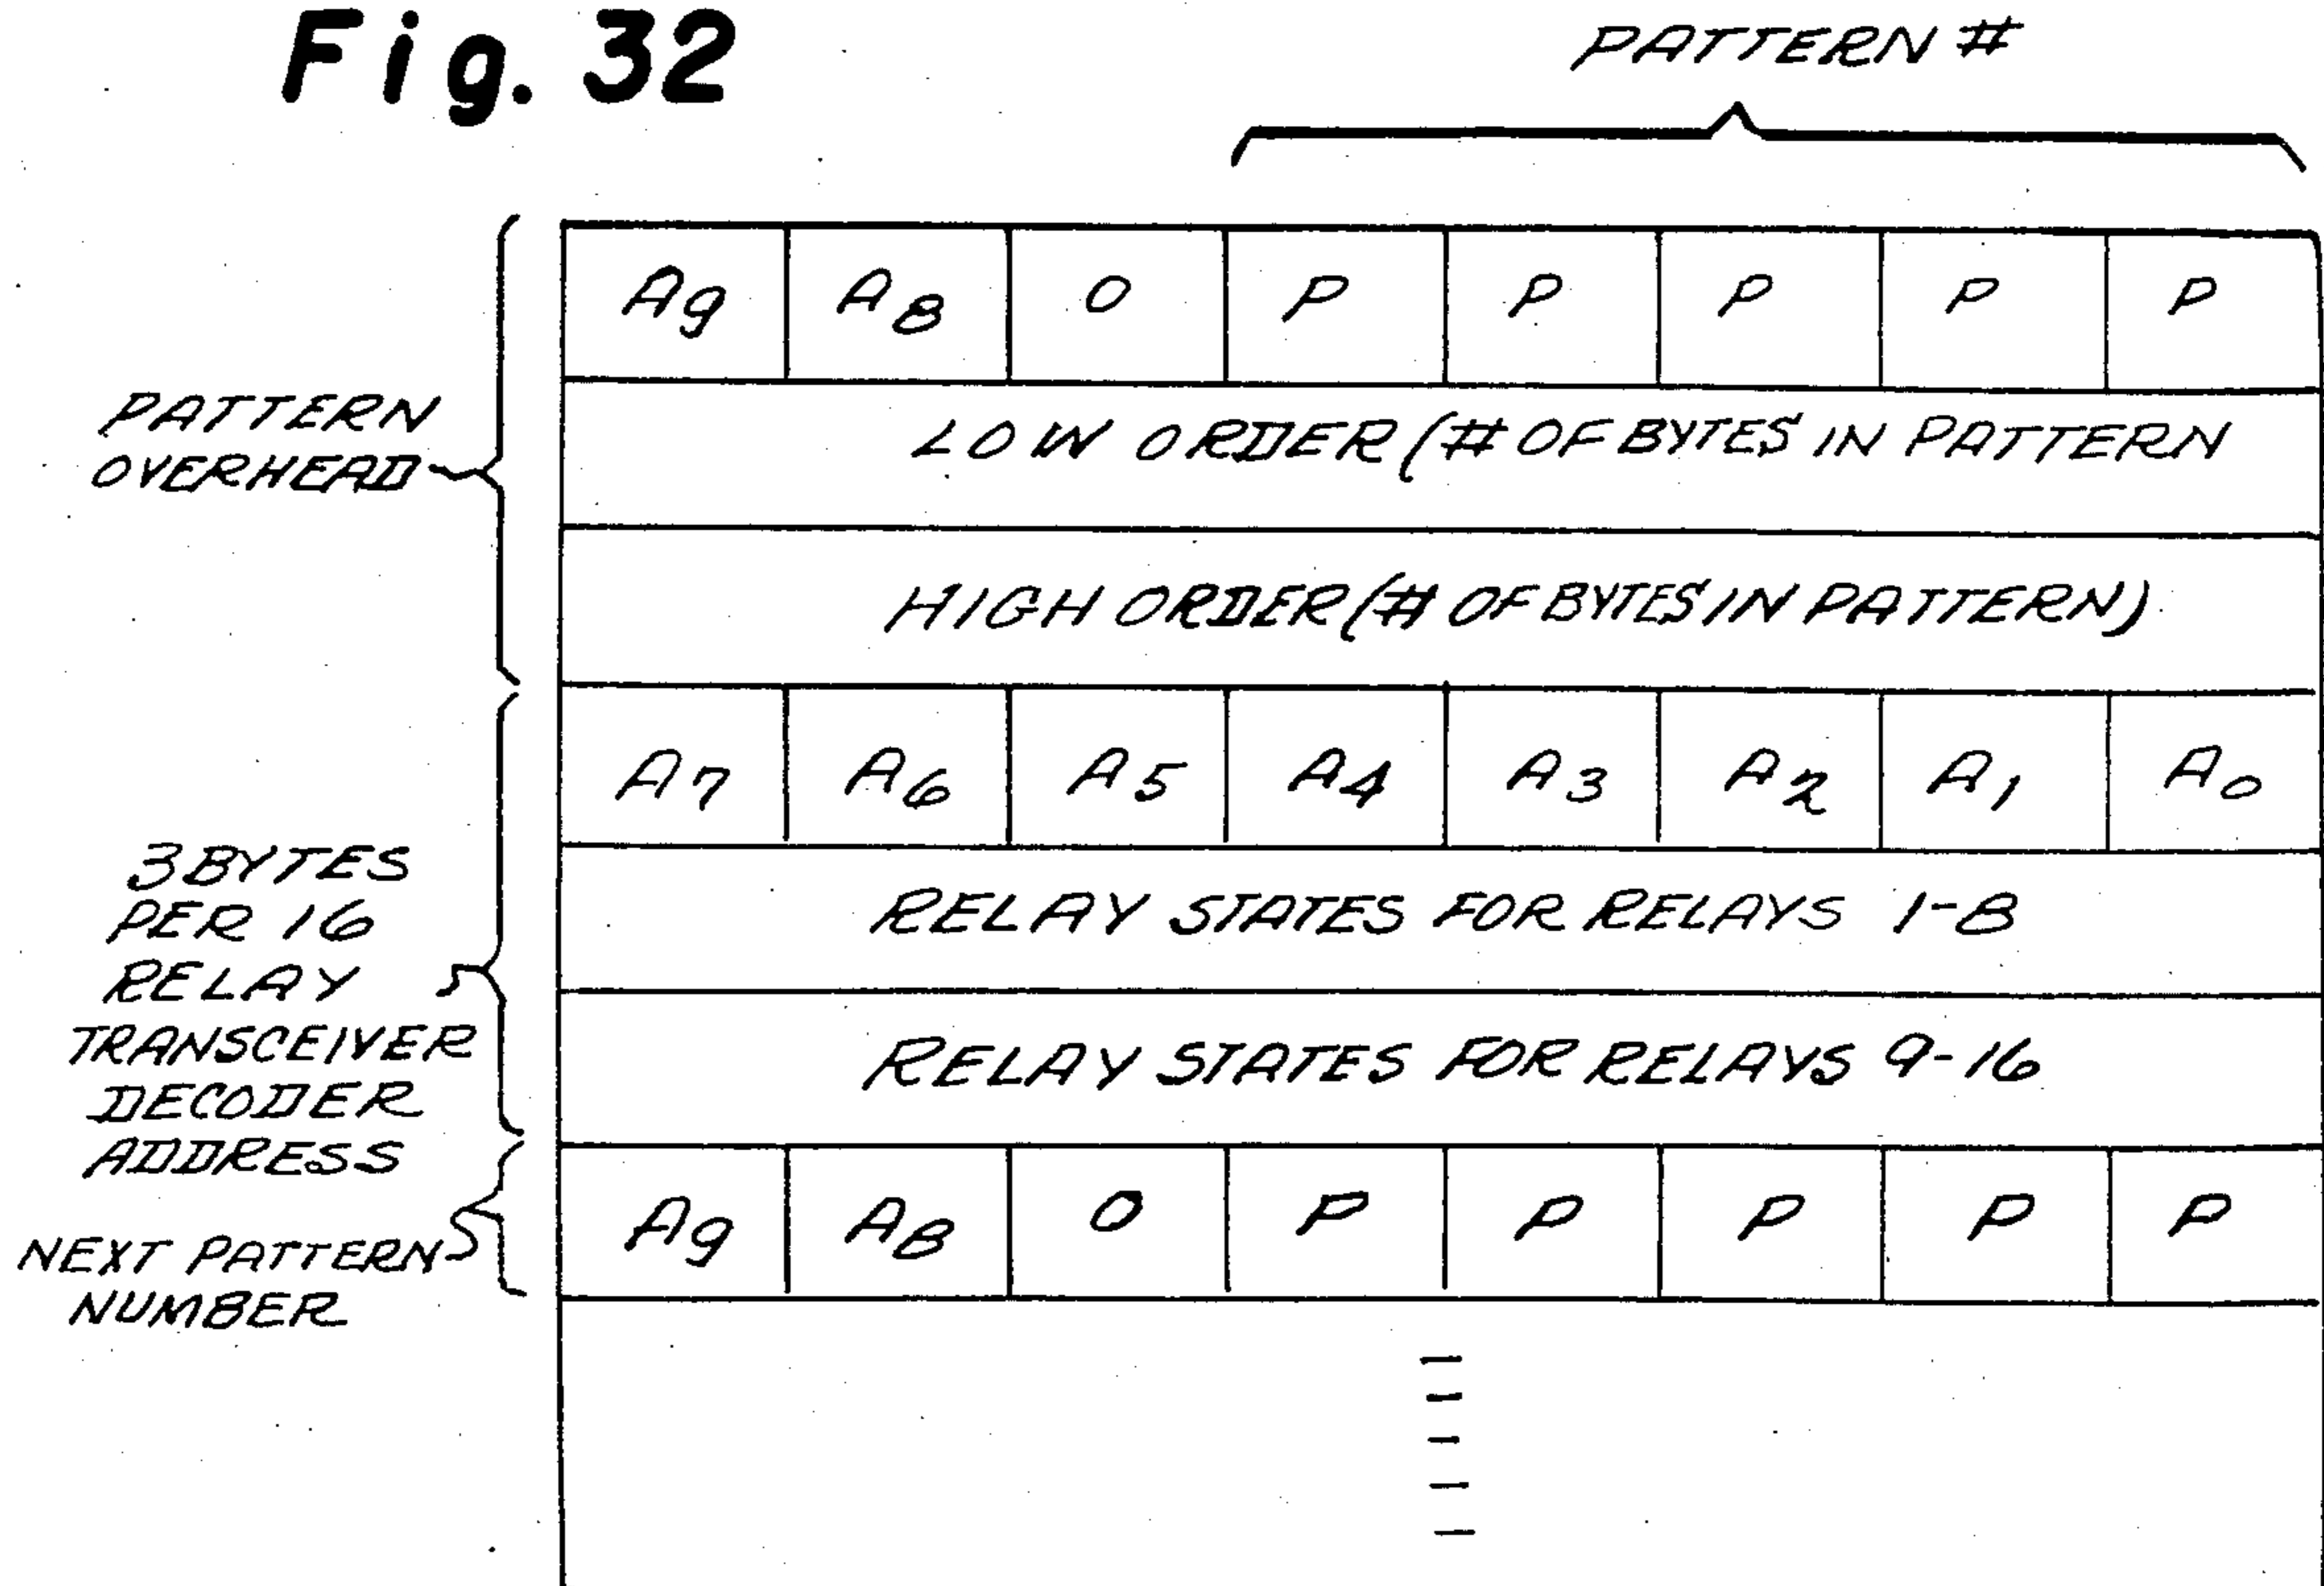 Fig. 32
PATTERN #
A9 A8 0 P P P P P
PATTERN
OVERHEAD
LOW ORDER (# OF BYTES IN PATTERN
HIGH ORDER (# OF BYTES IN PATTERN)
A7 A6 A5 A4 A3 A2 A1 A0
3 BYTES
PER 16
RELAY
TRANSCEIVER
DECODER
ADDRESS
RELAY STATES FOR RELAYS 1-8
RELAY STATES FOR RELAYS 9-16
A9 A8 0 P P P P P
NEXT PATTERN
NUMBER